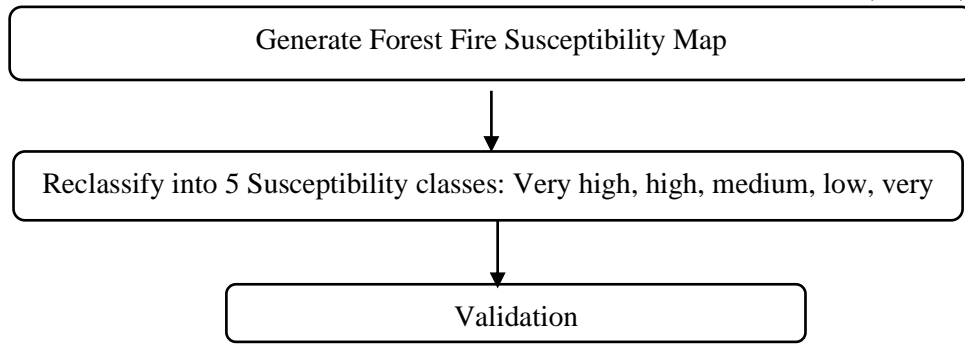 Generate Forest Fire Susceptibility Map
Reclassify into 5 Susceptibility classes: Very high, high, medium, low, very
Validation